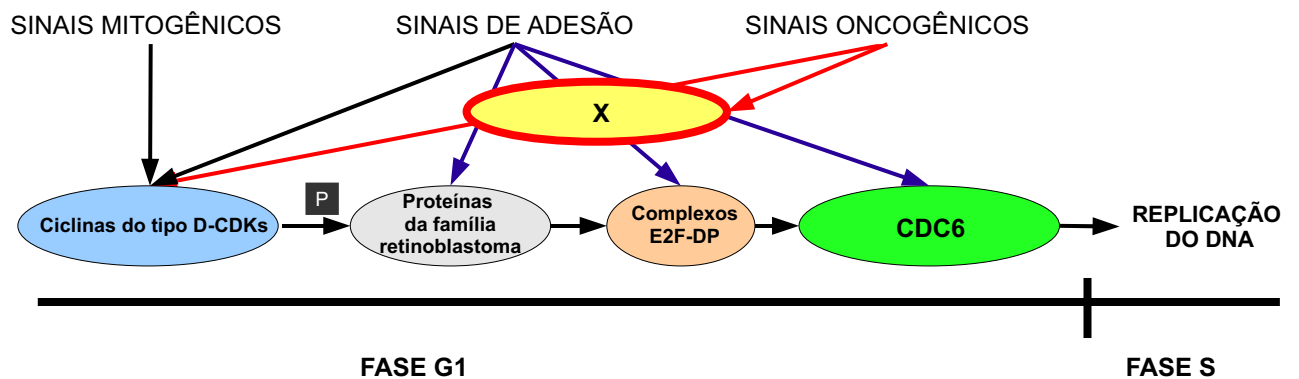 SINAIS MITOGÊNICOS
SINAIS DE ADESÃO
SINAIS ONCOGÊNICOS
X
Ciclinas do tipo D-CDKs
P
Proteínas
da família
retinoblastoma
Complexos
E2F-DP
CDC6
REPLICAÇÃO
DO DNA
FASE G1
FASE S